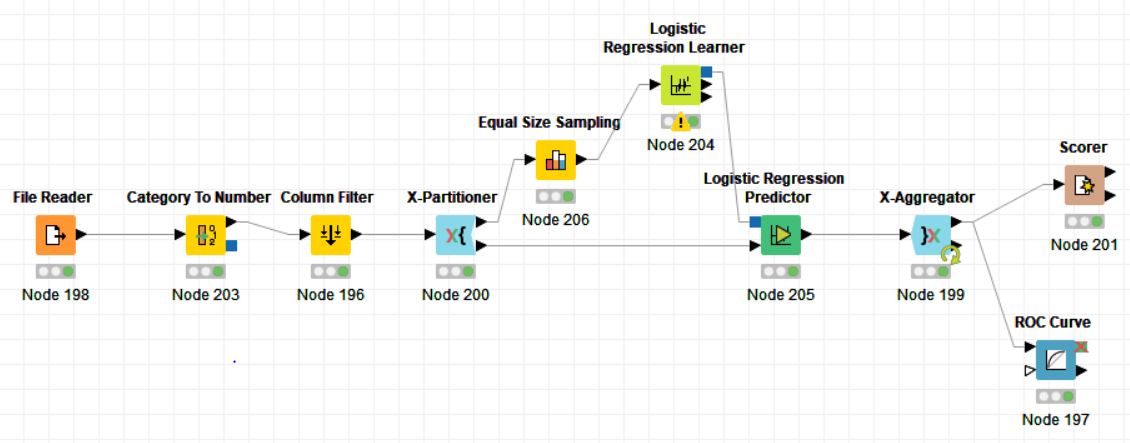 Logistic
Regression Learner
Node 204
Equal Size Sampling
Node 206
File Reader
Node 198
Category To Number
Node 203
Column Filter
Node 196
X-Partitioner
Node 200
Logistic Regression
Predictor
Node 205
X-Aggregator
Node 199
Scorer
Node 201
ROC Curve
Node 197